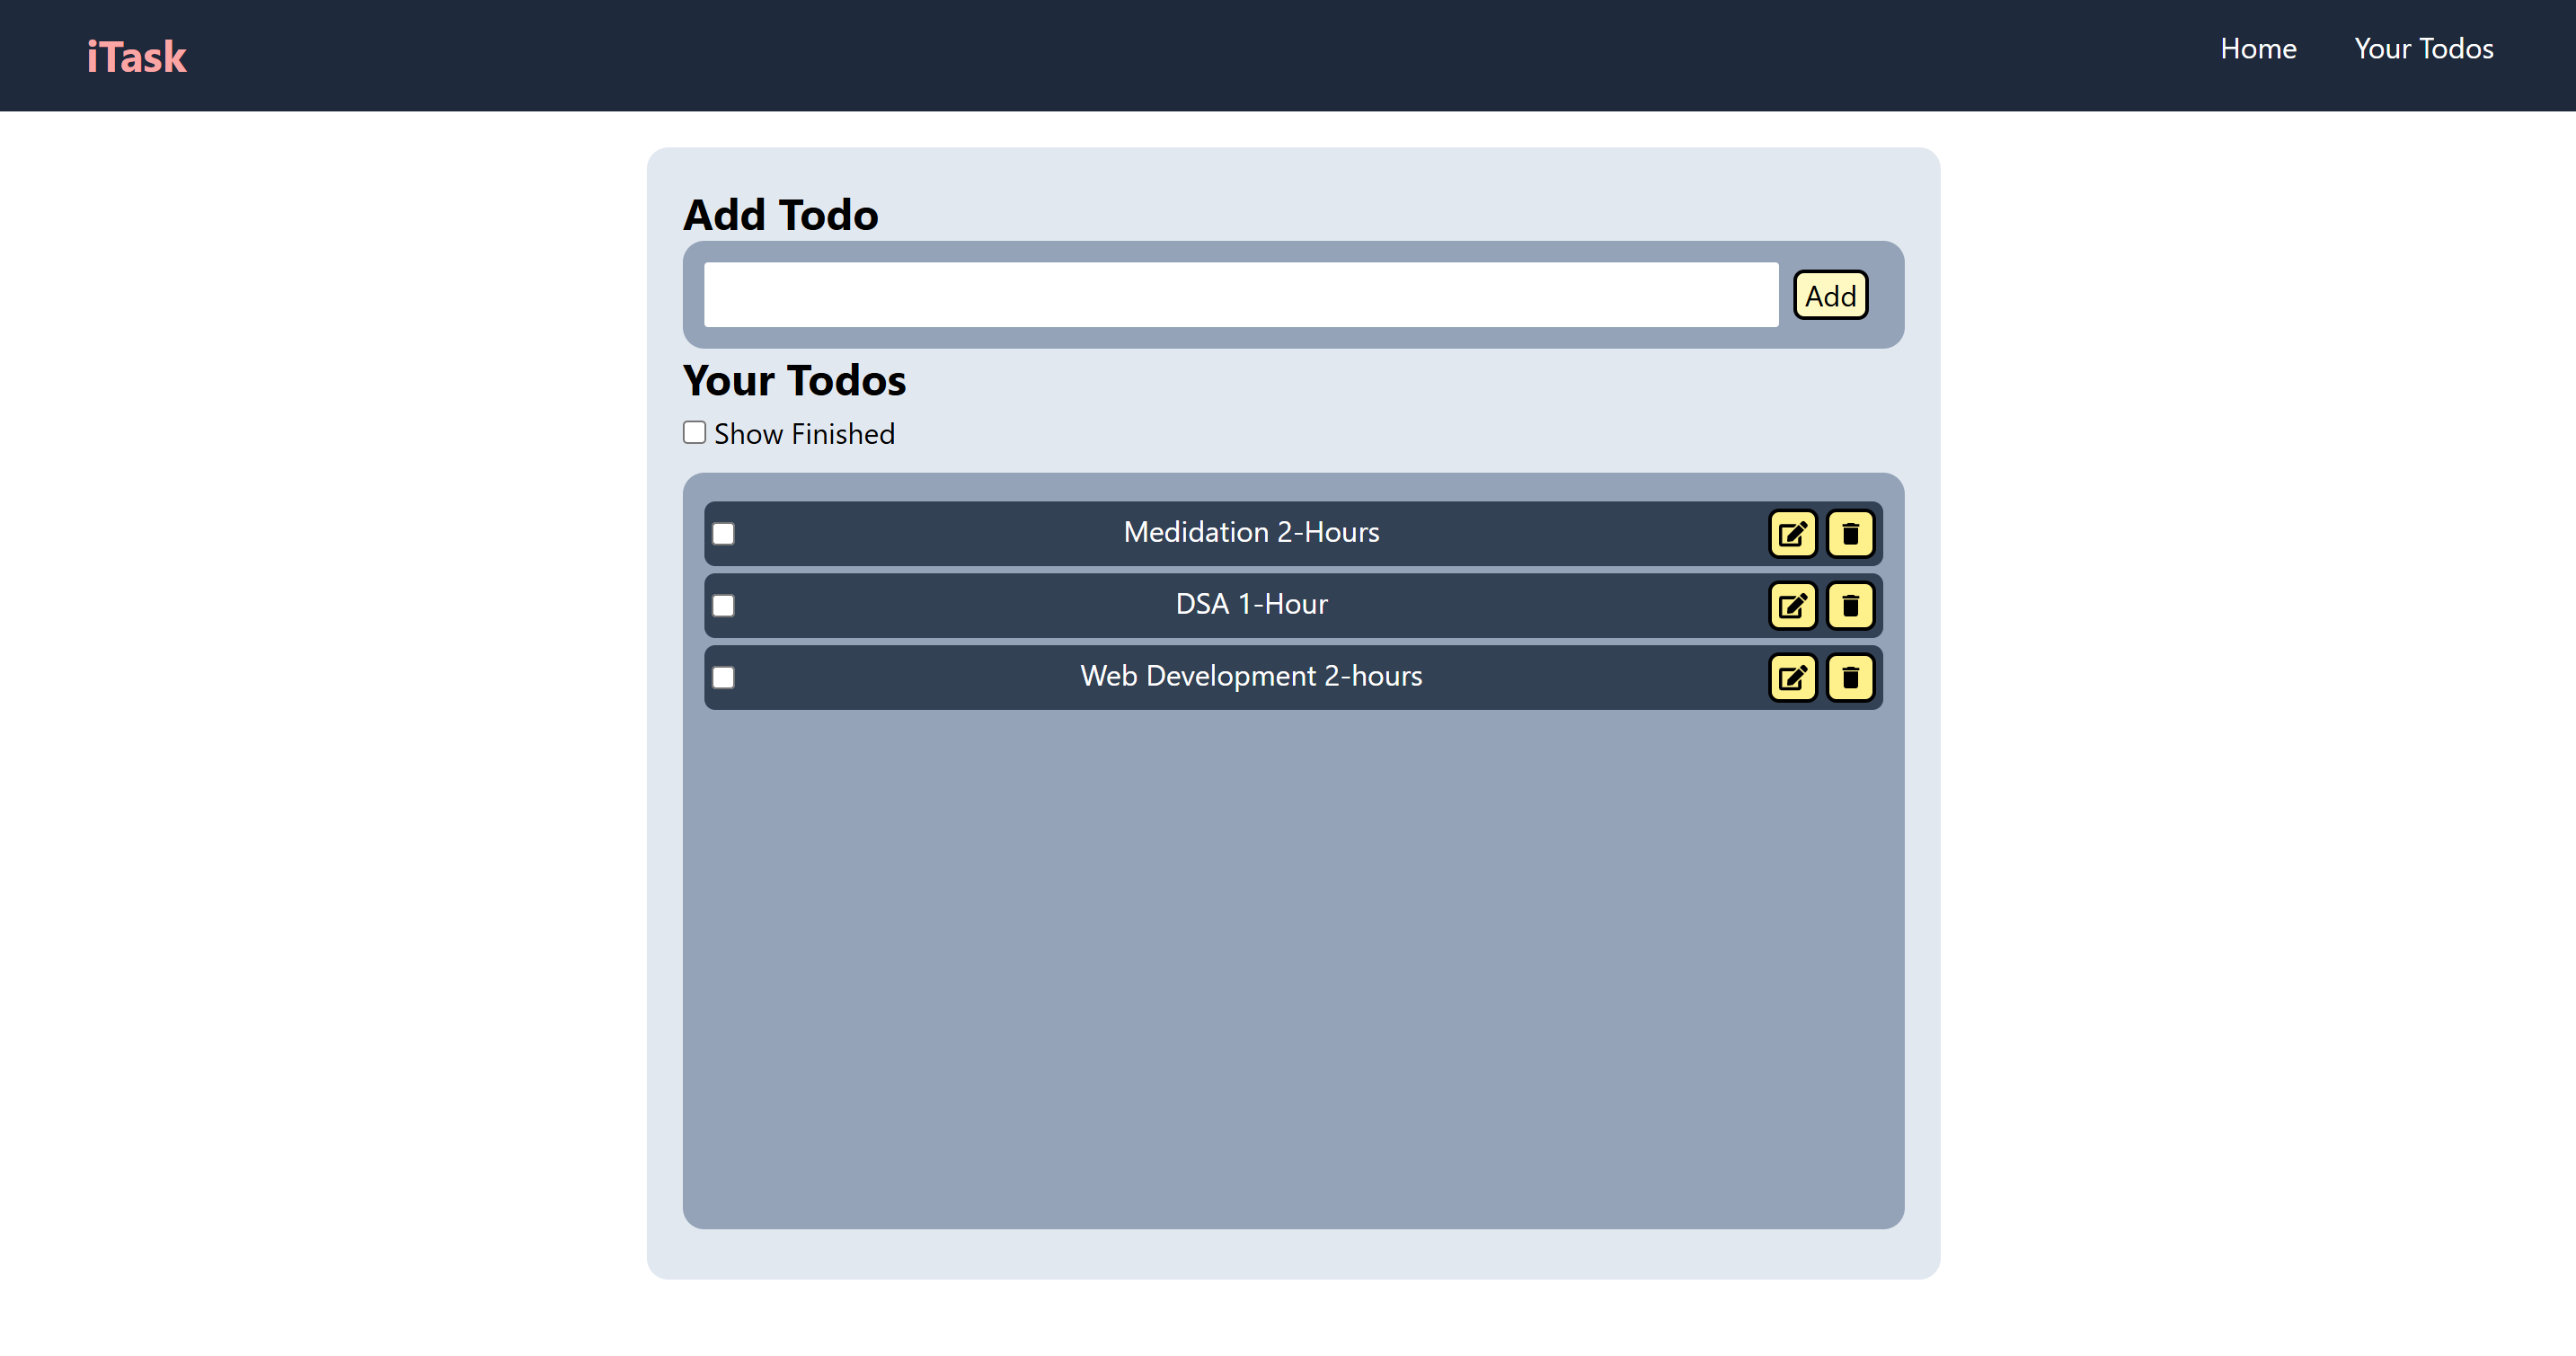 iTask
Home
Your Todos
Add Todo
Add
Your Todos
Show Finished
Medidation 2-Hours
DSA 1-Hour
Web Development 2-hours